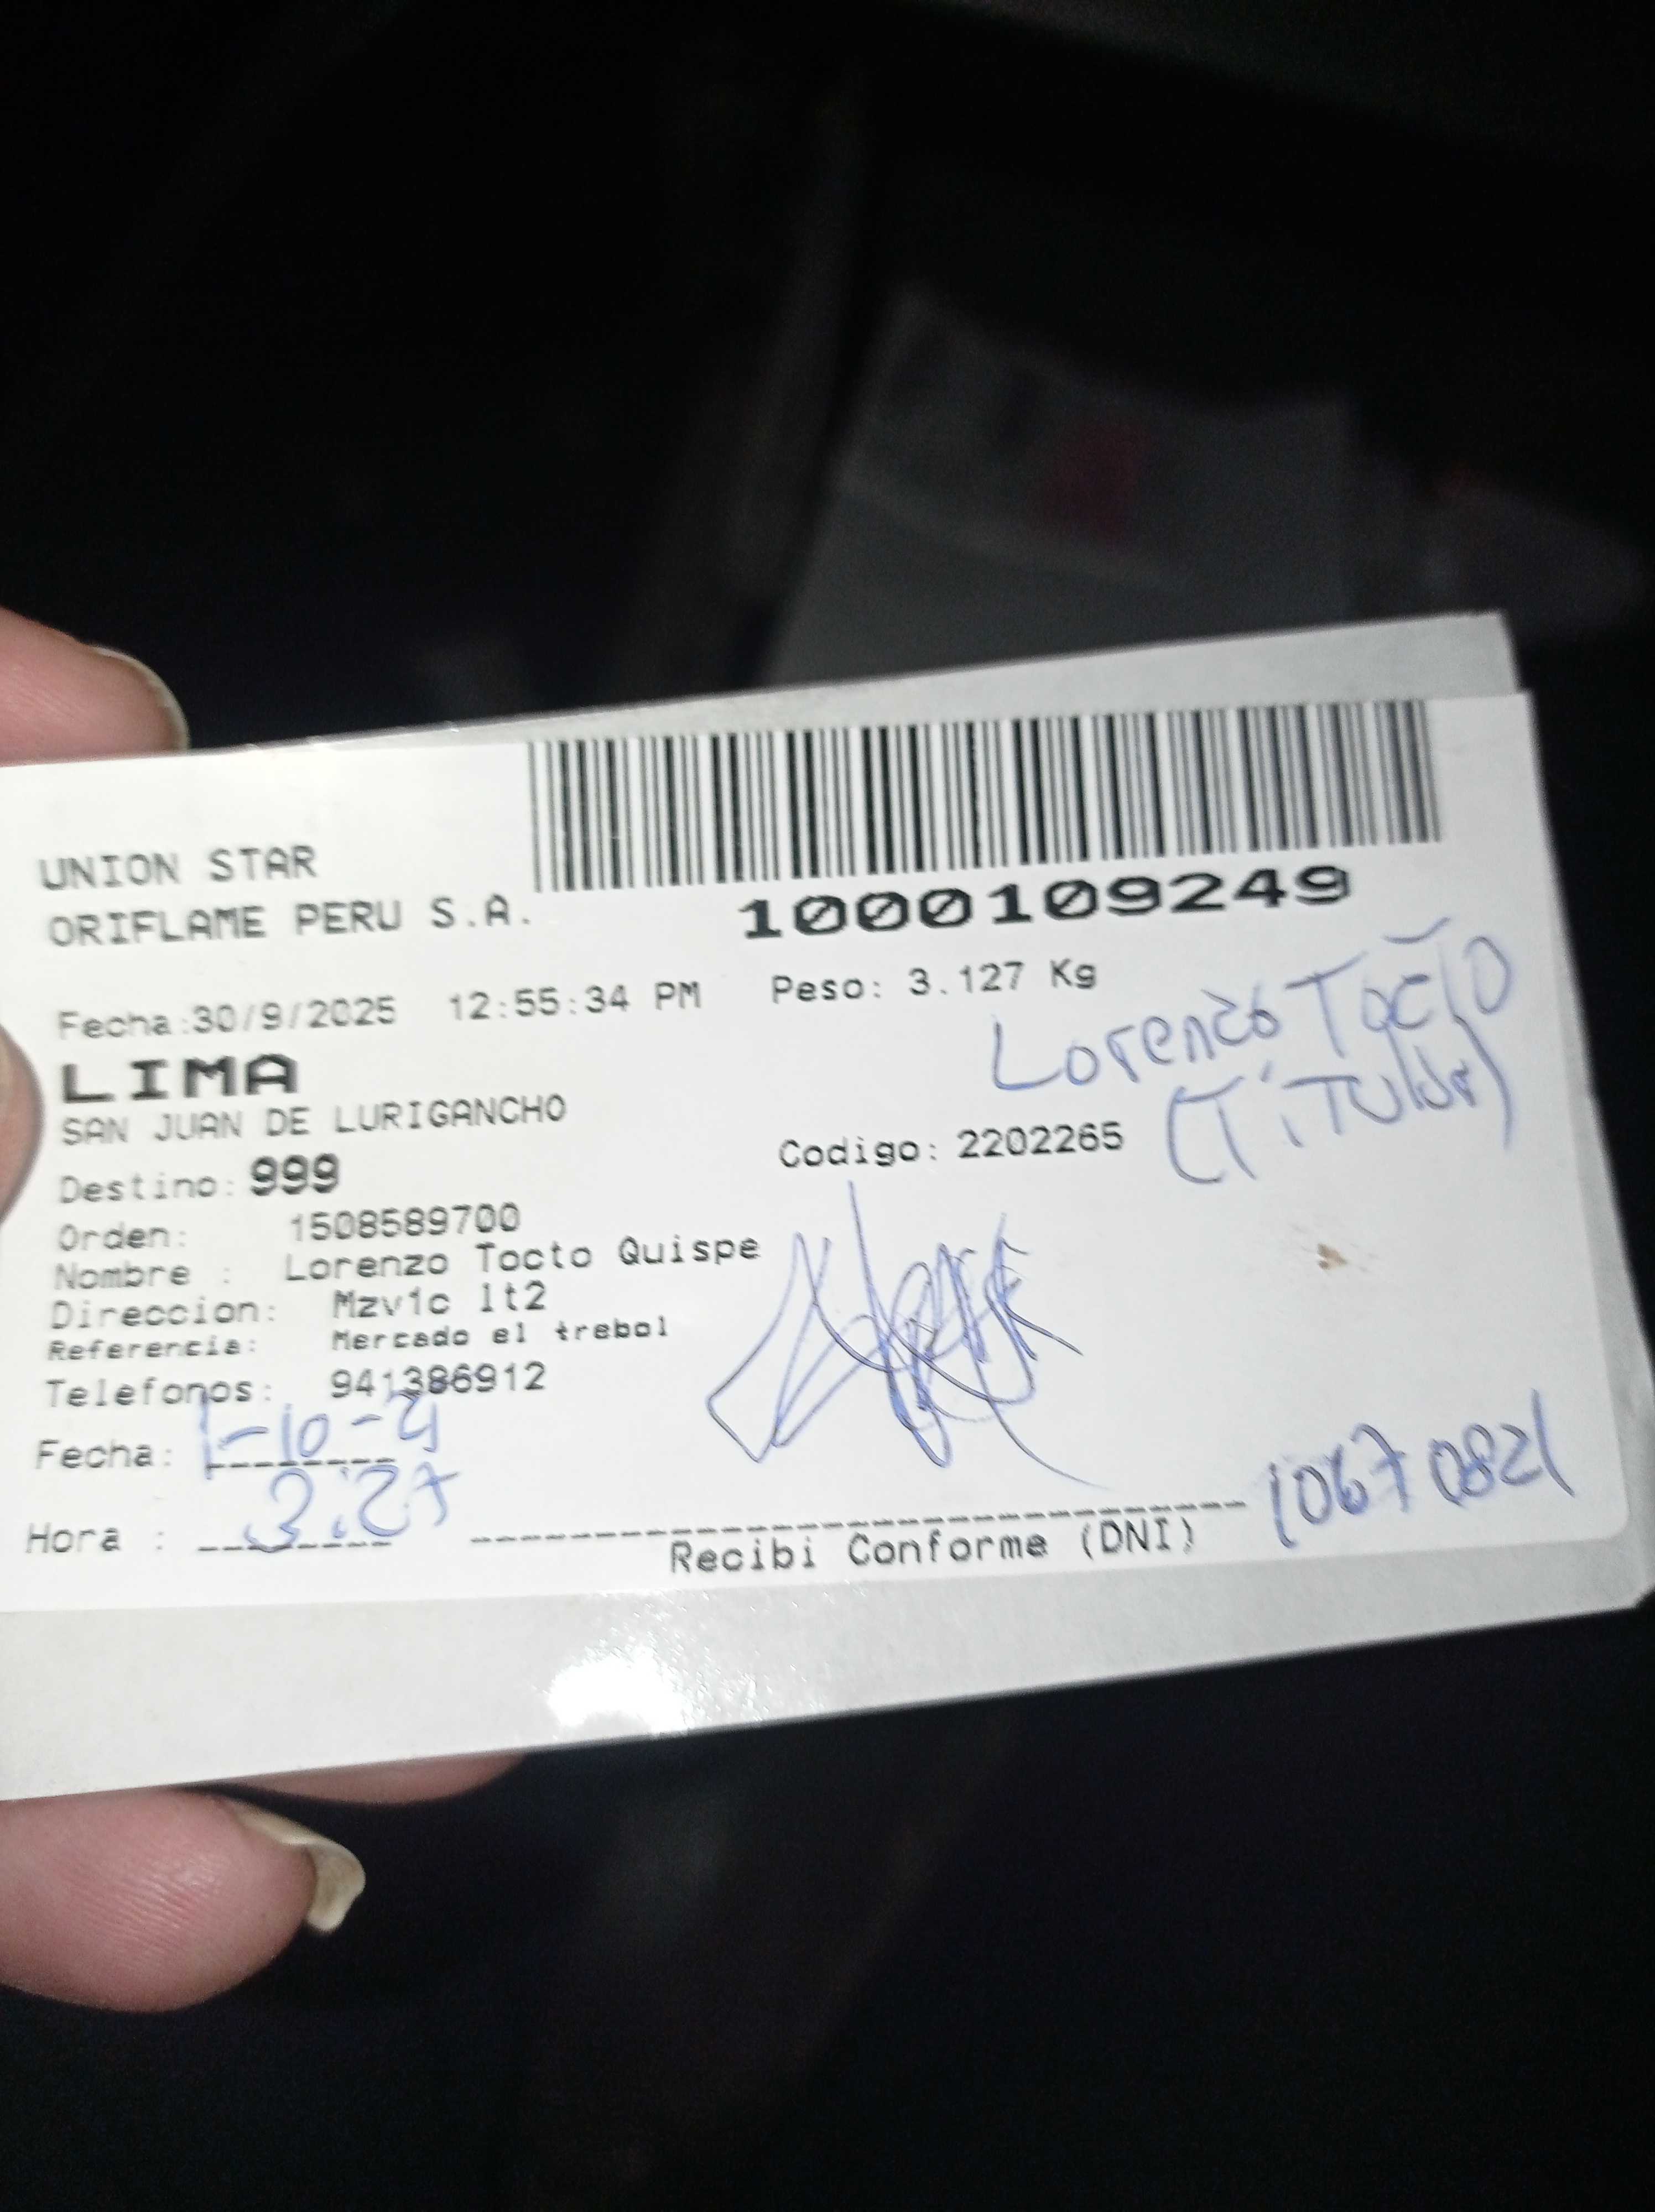 UNION STAR
ORIFLAME PERU S.A.
1000109249
Fecha:30/9/2025 12:55:34 PM Peso: 3.127 Kg
LIMA
SAN JUAN DE LURIGANCHO
Lorenzo Tocto
(Titular)
Destino: 999
Codigo: 2202265
Orden: 1508589700
Nombre : Lorenzo Tocto Quispe
Direccion: Mzv1c lt2
Referencia: Mercado el trebol
Telefonos: 941386912
Fecha: 1-10-
Hora : 3:27
Recibi Conforme (DNI)
10670821